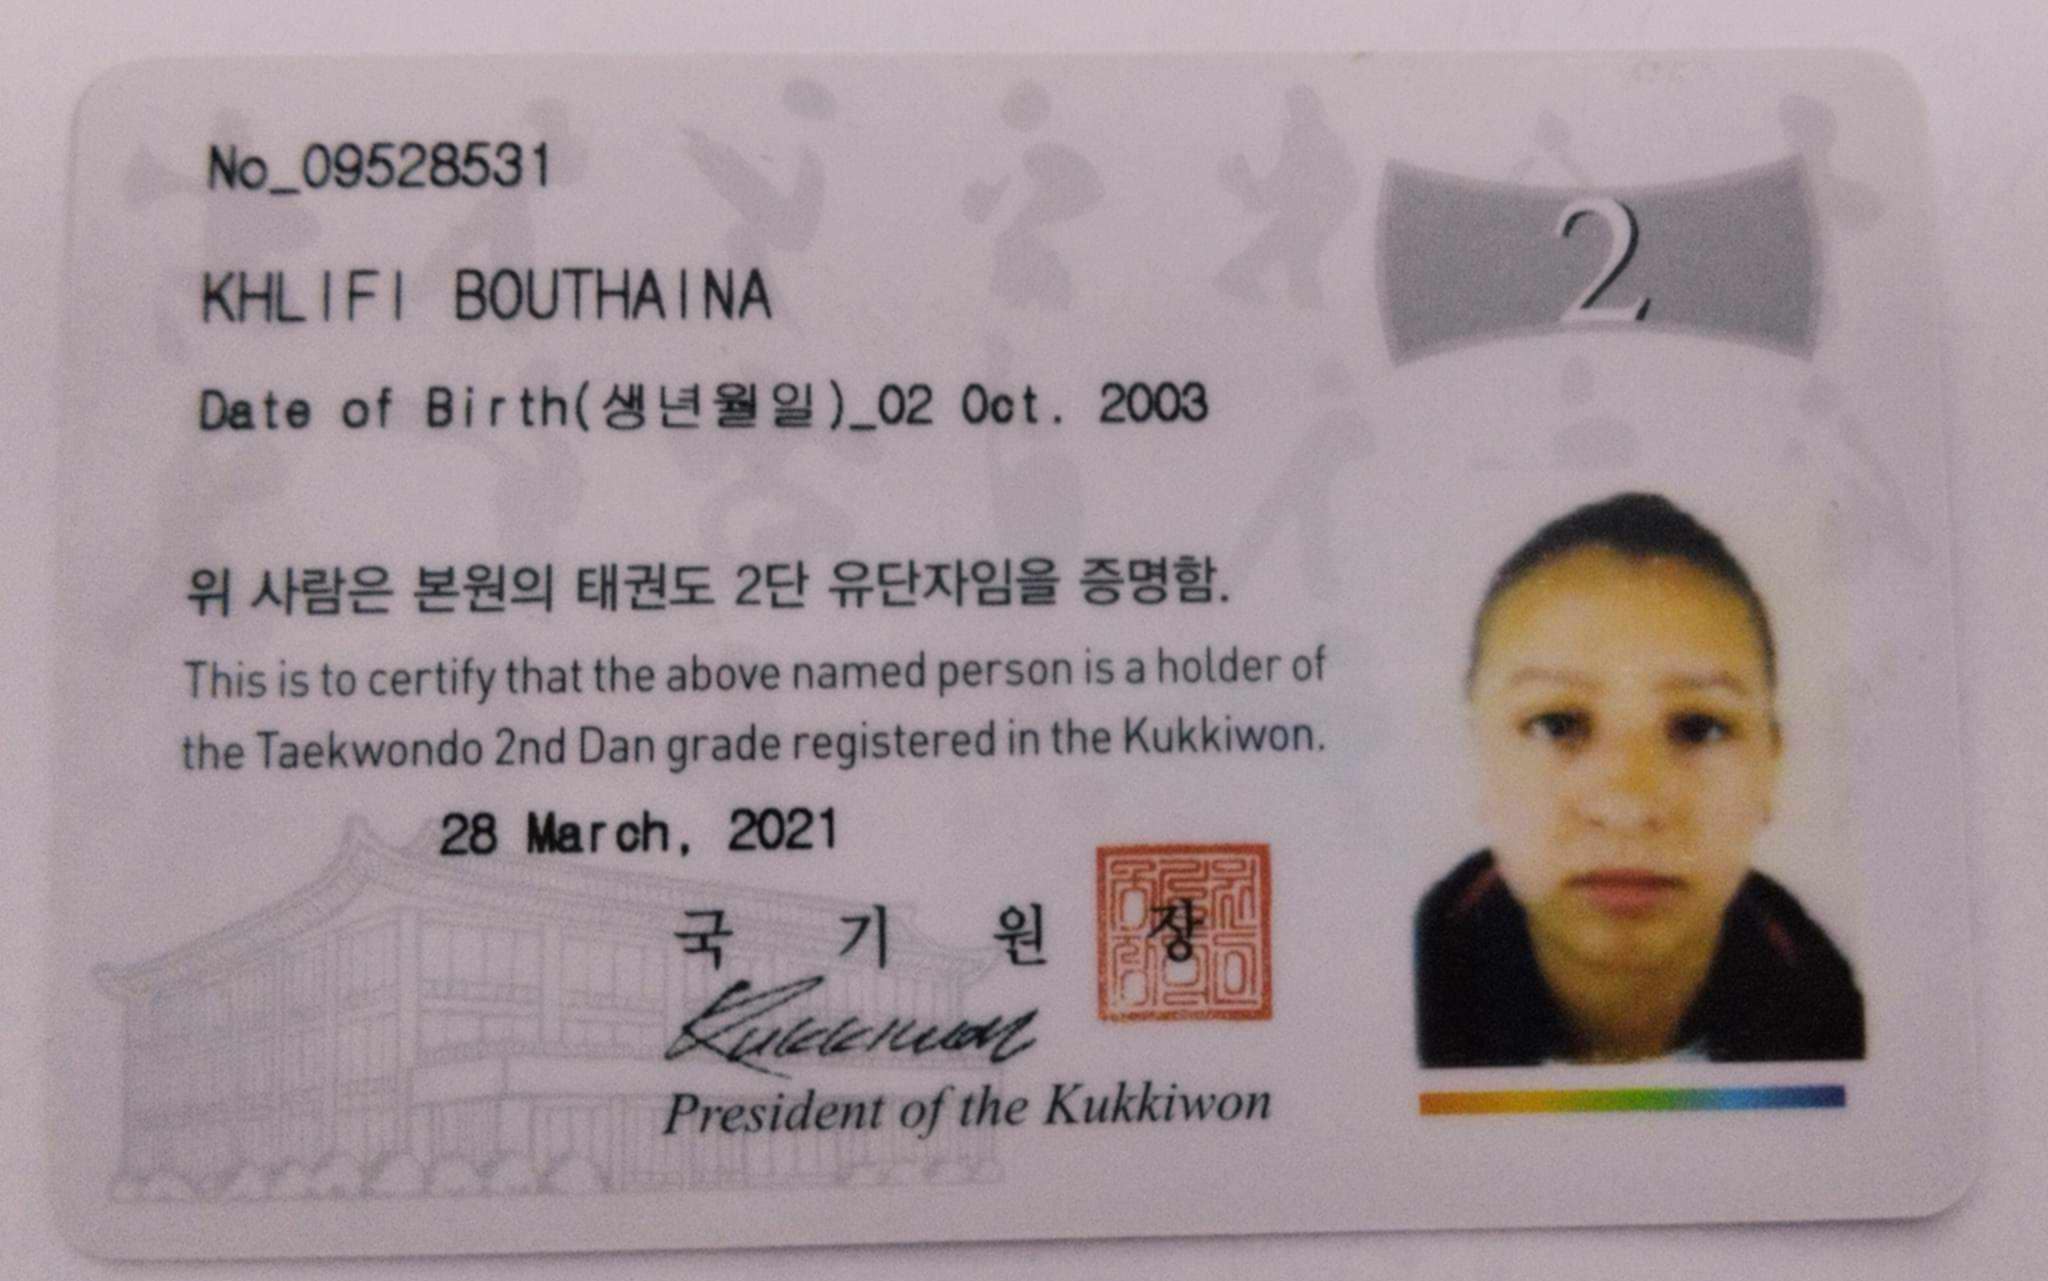 No_09528531
2
KHLIFI BOUTHAINA
Date of Birth(생년월일)_02 Oct. 2003
위 사람은 본원의 태권도 2단 유단자임을 증명함.
This is to certify that the above named person is a holder of
the Taekwondo 2nd Dan grade registered in the Kukkiwon.
28 March, 2021
국 기 원 장
Kukkiwon
President of the Kukkiwon